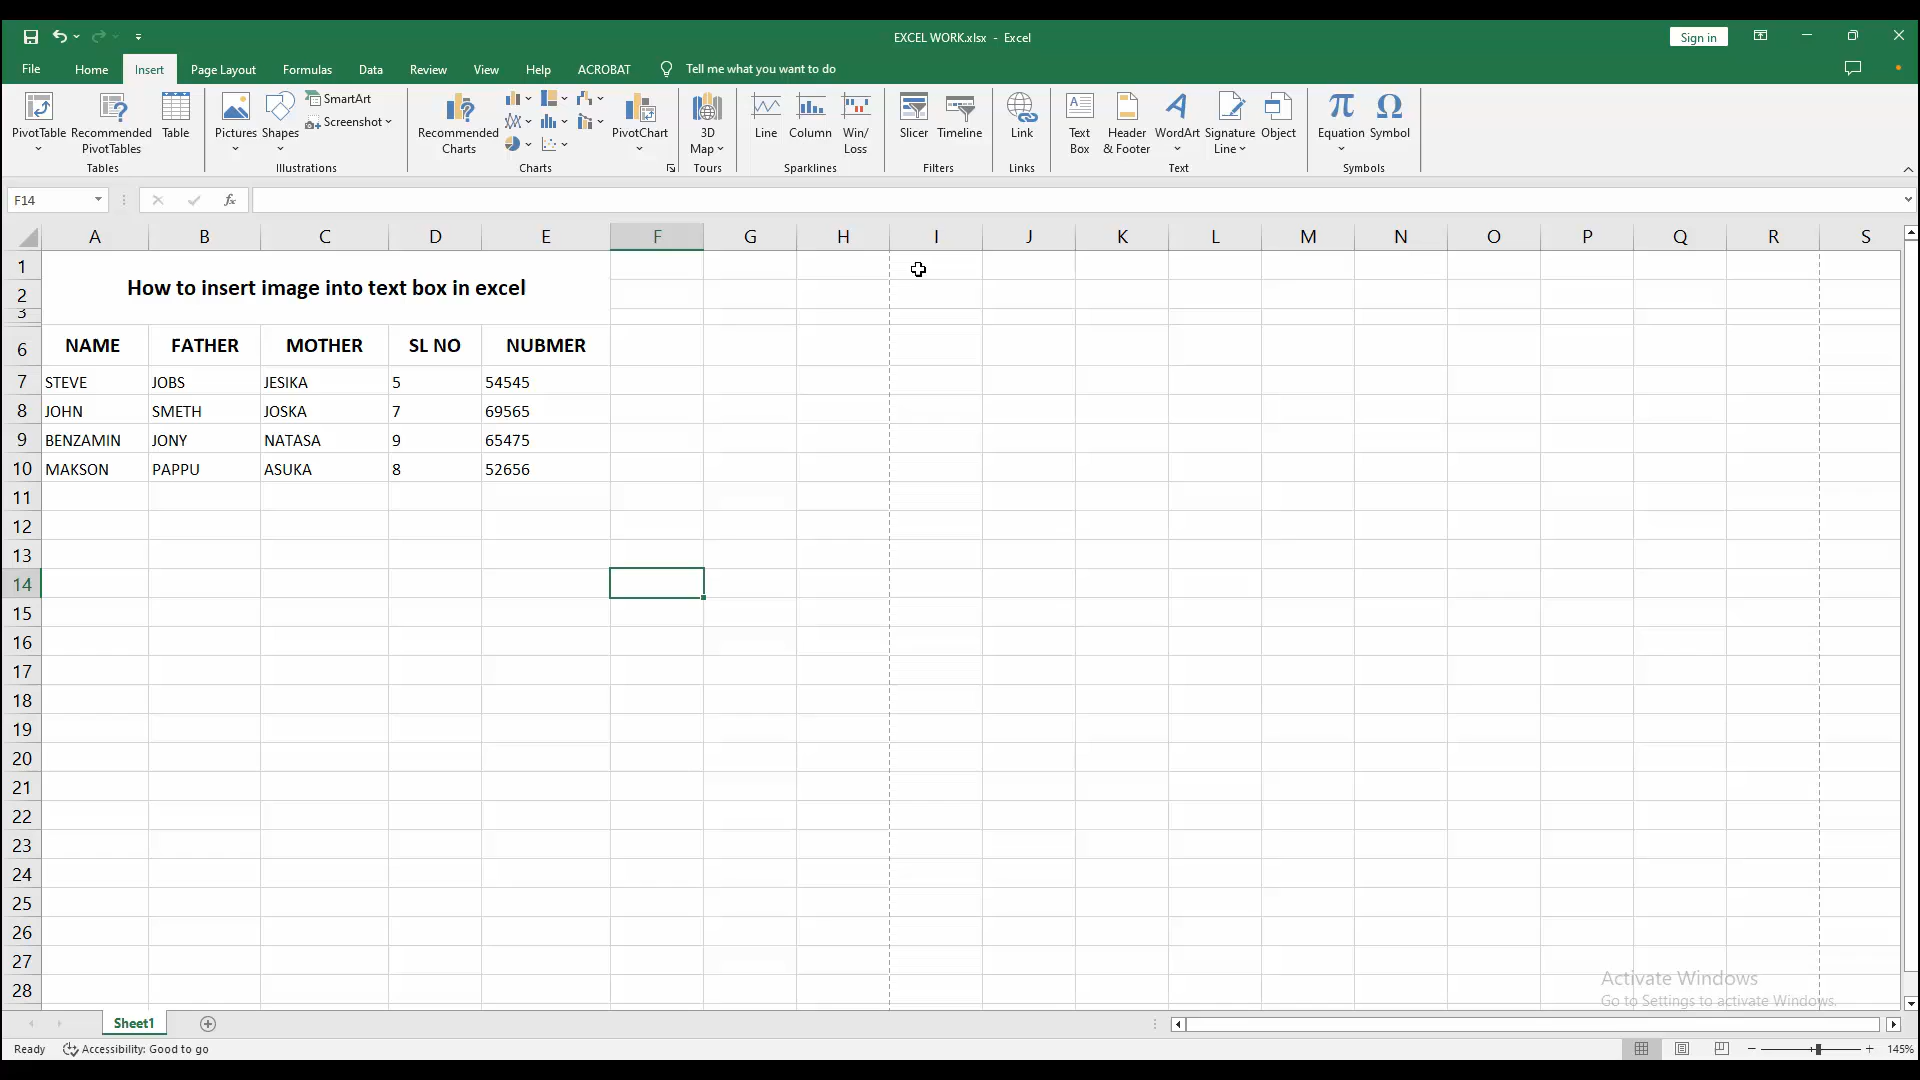 EXCEL WORK.xlsx - Excel
Sign in
File Home Insert Page Layout Formulas Data Review View Help ACROBAT Tell me what you want to do
PivotTable Recommended PivotTables Table
Tables
Pictures Shapes SmartArt Screenshot
Illustrations
Recommended Charts PivotChart
Charts
3D Map
Tours
Line Column Win/Loss
Sparklines
Slicer Timeline
Filters
Link
Links
Text Box Header & Footer WordArt Signature Line Object
Text
Equation Symbol
Symbols
F14 fx
A B C D E F G H I J K L M N O P Q R S
1
How to insert image into text box in excel
2
3
6 NAME FATHER MOTHER SL NO NUBMER
7 STEVE JOBS JESIKA 5 54545
8 JOHN SMETH JOSKA 7 69565
9 BENZAMIN JONY NATASA 9 65475
10 MAKSON PAPPU ASUKA 8 52656
11
12
13
14
15
16
17
18
19
20
21
22
23
24
25
26
27
28
Activate Windows
Go to Settings to activate Windows.
Sheet1
Ready Accessibility: Good to go 145%